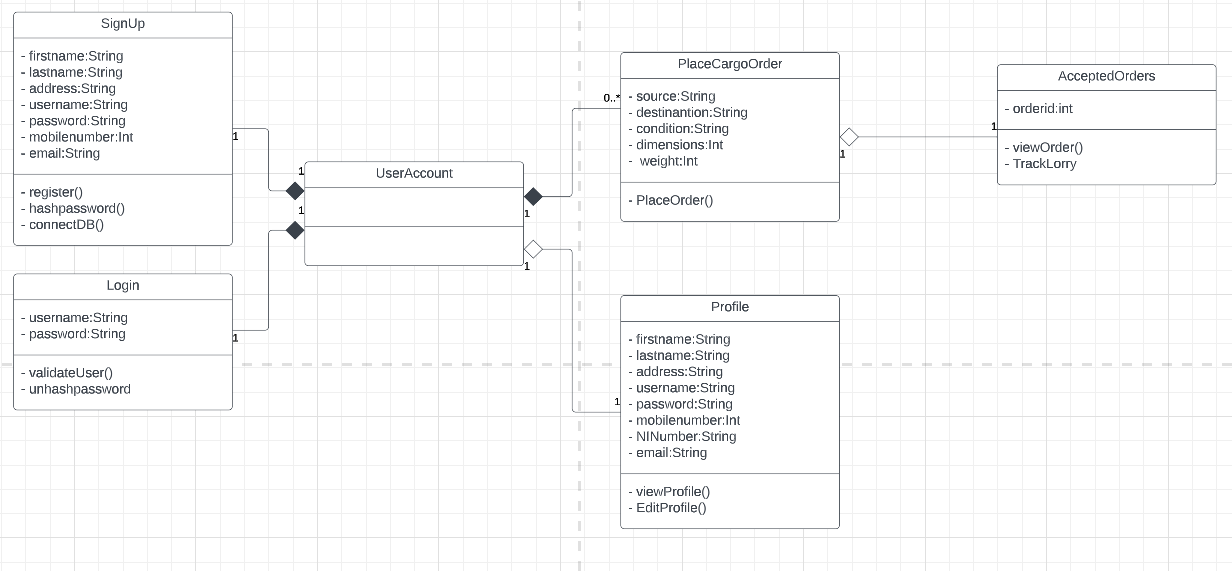 SignUp
- firstname:String
- lastname:String
- address:String
- username:String
- password:String
- mobilenumber:Int
- email:String
- register()
- hashpassword()
- connectDB()
1
Login
- username:String
- password:String
- validateUser()
- unhashpassword
1
1
1
UserAccount
1
1
0..*
PlaceCargoOrder
- source:String
- destinantion:String
- condition:String
- dimensions:Int
- weight:Int
- PlaceOrder()
1
1
AcceptedOrders
- orderid:int
- viewOrder()
- TrackLorry
1
Profile
- firstname:String
- lastname:String
- address:String
- username:String
- password:String
- mobilenumber:Int
- NINumber:String
- email:String
- viewProfile()
- EditProfile()